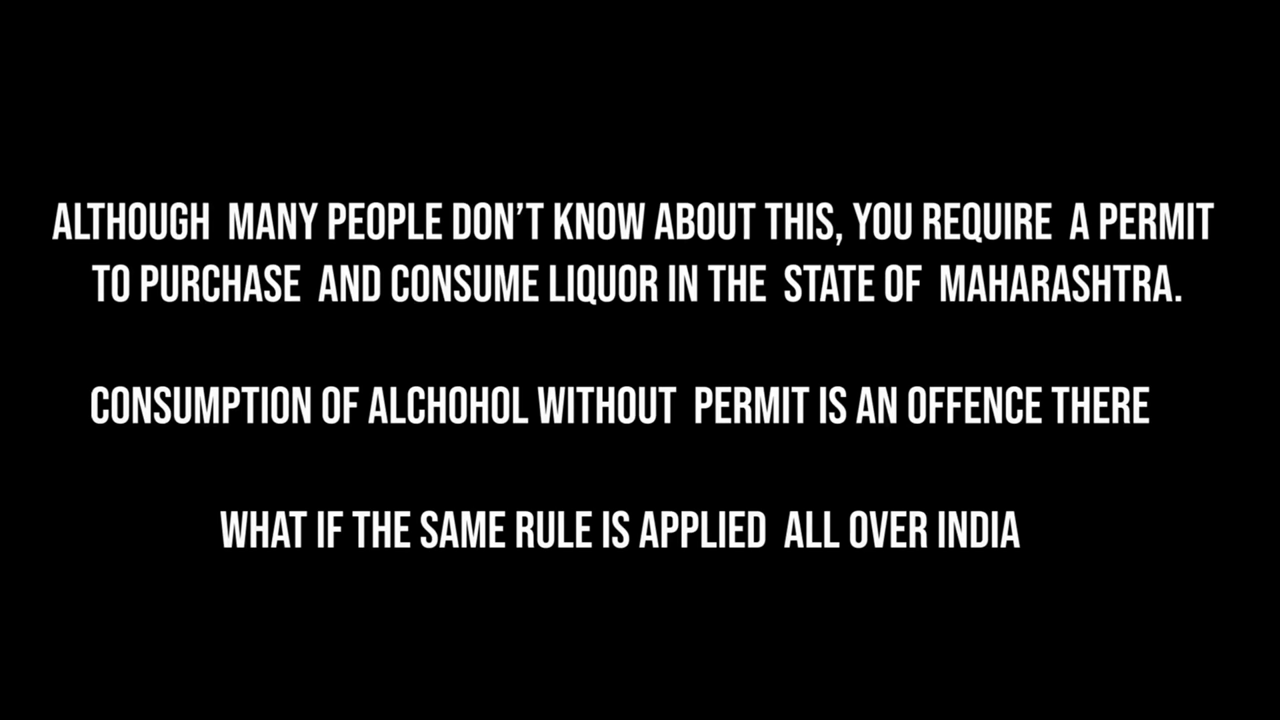 ALTHOUGH MANY PEOPLE DON'T KNOW ABOUT THIS, YOU REQUIRE A PERMIT
TO PURCHASE AND CONSUME LIQUOR IN THE STATE OF MAHARASHTRA.
CONSUMPTION OF ALCHOHOL WITHOUT PERMIT IS AN OFFENCE THERE
WHAT IF THE SAME RULE IS APPLIED ALL OVER INDIA